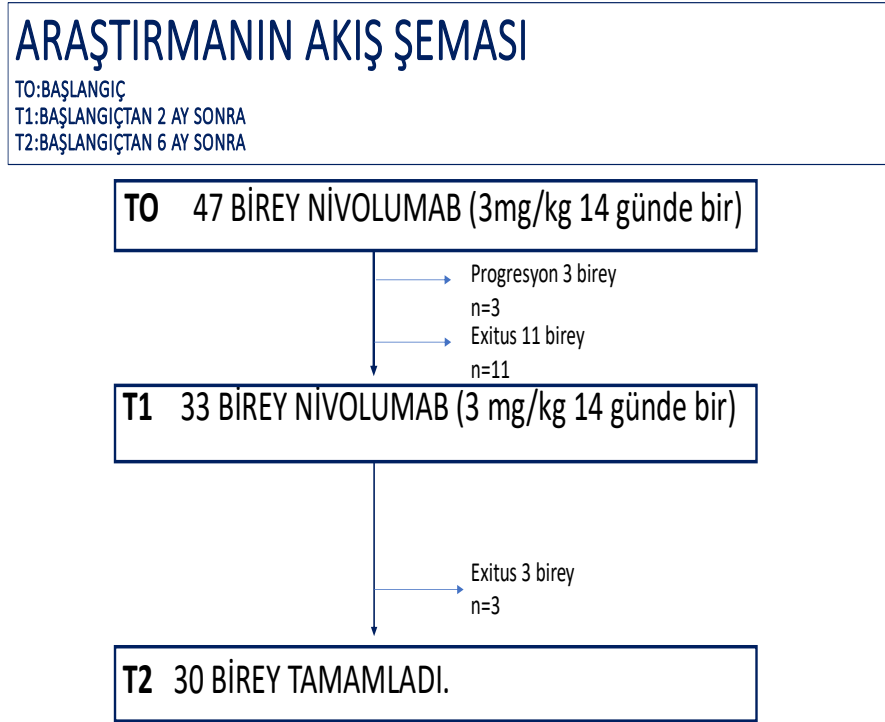 ARAŞTIRMANIN AKIŞ ŞEMASI
TO:BAŞLANGIÇ
T1:BAŞLANGIÇTAN 2 AY SONRA
T2:BAŞLANGIÇTAN 6 AY SONRA
TO 47 BİREY NİVOLUMAB (3mg/kg 14 günde bir)
Progresyon 3 birey
n=3
Exitus 11 birey
n=11
T1 33 BİREY NİVOLUMAB (3 mg/kg 14 günde bir)
Exitus 3 birey
n=3
T2 30 BİREY TAMAMLADI.